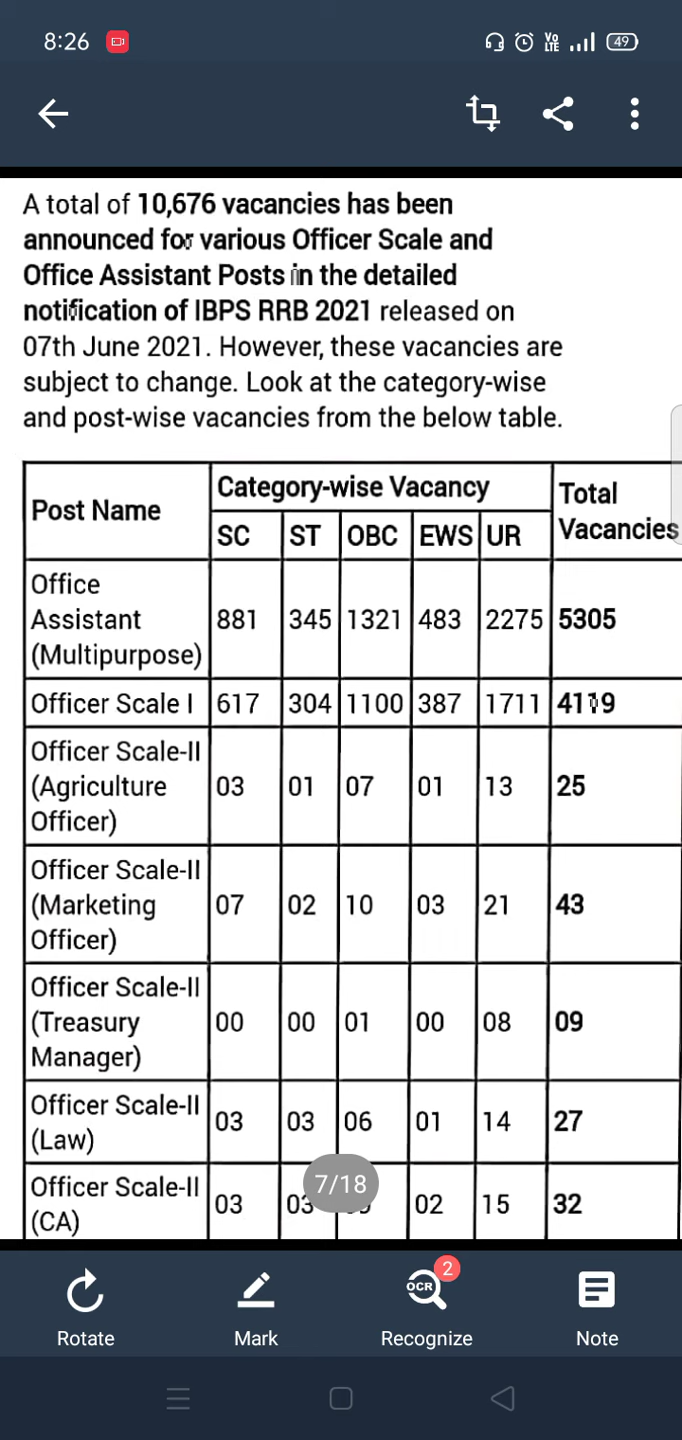 8:26
Vo LTE
49
A total of 10,676 vacancies has been
announced for various Officer Scale and
Office Assistant Posts in the detailed
notification of IBPS RRB 2021 released on
07th June 2021. However, these vacancies are
subject to change. Look at the category-wise
and post-wise vacancies from the below table.
Post Name Category-wise Vacancy Total Vacancies
SC ST OBC EWS UR
Office
Assistant 881 345 1321 483 2275 5305
(Multipurpose)
Officer Scale I 617 304 1100 387 1711 4119
Officer Scale-II
(Agriculture 03 01 07 01 13 25
Officer)
Officer Scale-II
(Marketing 07 02 10 03 21 43
Officer)
Officer Scale-II
(Treasury 00 00 01 00 08 09
Manager)
Officer Scale-II
(Law) 03 03 06 01 14 27
Officer Scale-II
(CA) 03 03 02 15 32
7/18
OCR 2
Rotate Mark Recognize Note